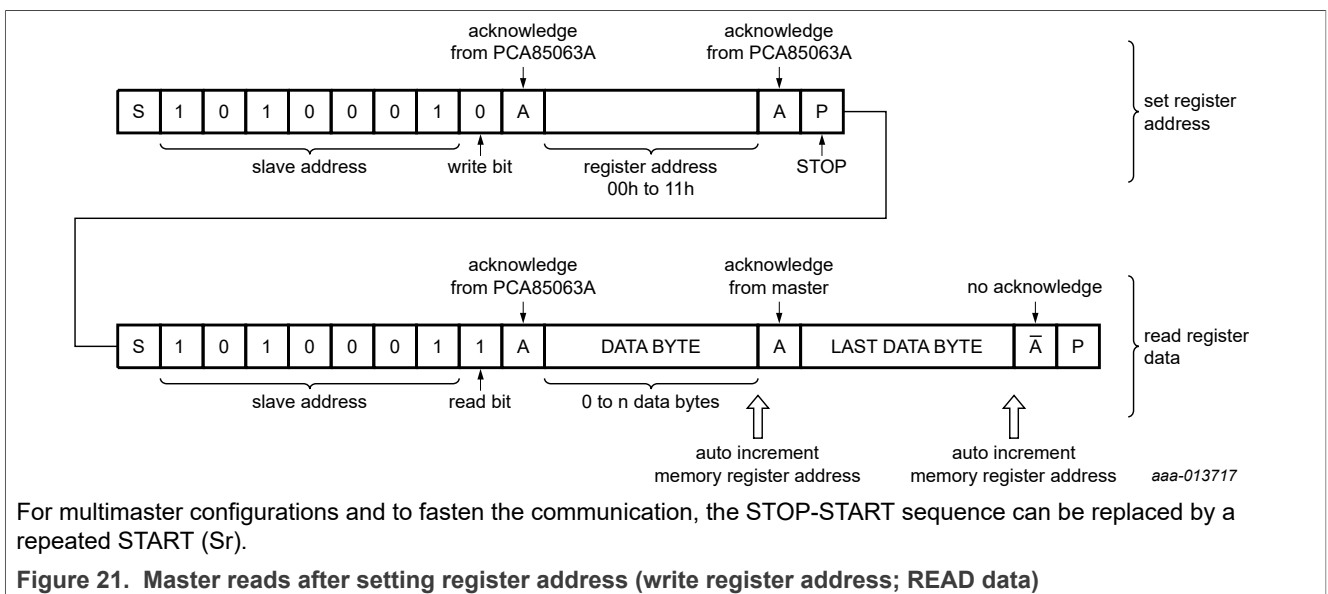 acknowledge
from PCA85063A
acknowledge
from PCA85063A
S 1 0 1 0 0 0 1 0 A A P
set register
address
slave address
write bit
register address
00h to 11h
STOP
acknowledge
from PCA85063A
acknowledge
from master
no acknowledge
S 1 0 1 0 0 0 1 1 A DATA BYTE A LAST DATA BYTE A̅ P
read register
data
slave address
read bit
0 to n data bytes
auto increment
memory register address
auto increment
memory register address
aaa-013717
For multimaster configurations and to fasten the communication, the STOP-START sequence can be replaced by a
repeated START (Sr).
Figure 21. Master reads after setting register address (write register address; READ data)